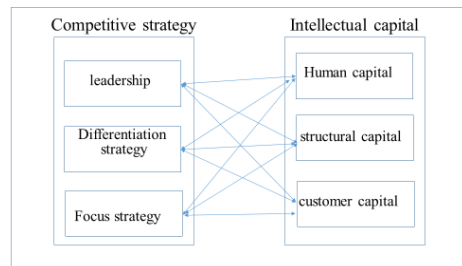 Competitive strategy
Intellectual capital
leadership
Differentiation
strategy
Focus strategy
Human capital
structural capital
customer capital